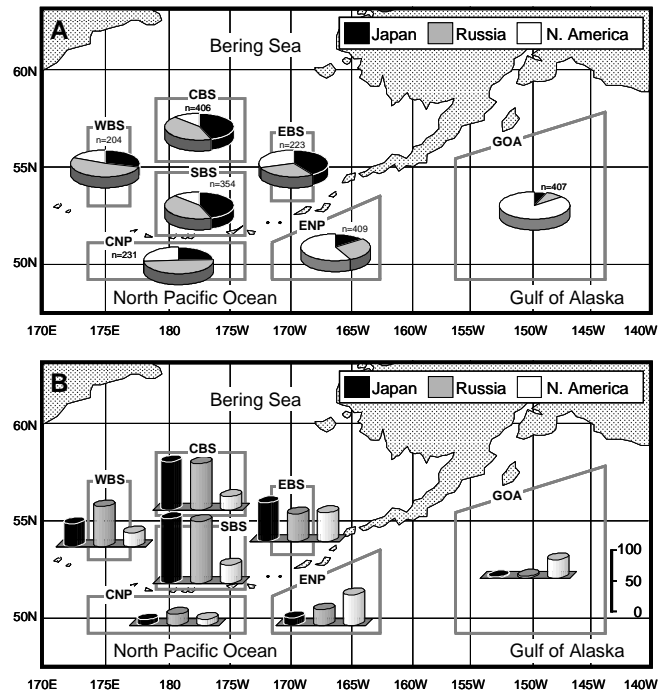 A
Japan Russia N. America
Bering Sea
60N
CBS
n=406
WBS
n=204
EBS
n=223
GOA
55N
SBS
n=354
n=407
ENP
n=409
CNP
n=231
50N
North Pacific Ocean Gulf of Alaska
170E 175E 180 170W 165W 160W 155W 150W 145W 140W
B
Japan Russia N. America
Bering Sea
60N
CBS
WBS
EBS
GOA
55N
SBS
100
ENP
50
CNP
0
50N
North Pacific Ocean Gulf of Alaska
170E 175E 180 170W 165W 160W 155W 150W 145W 140W